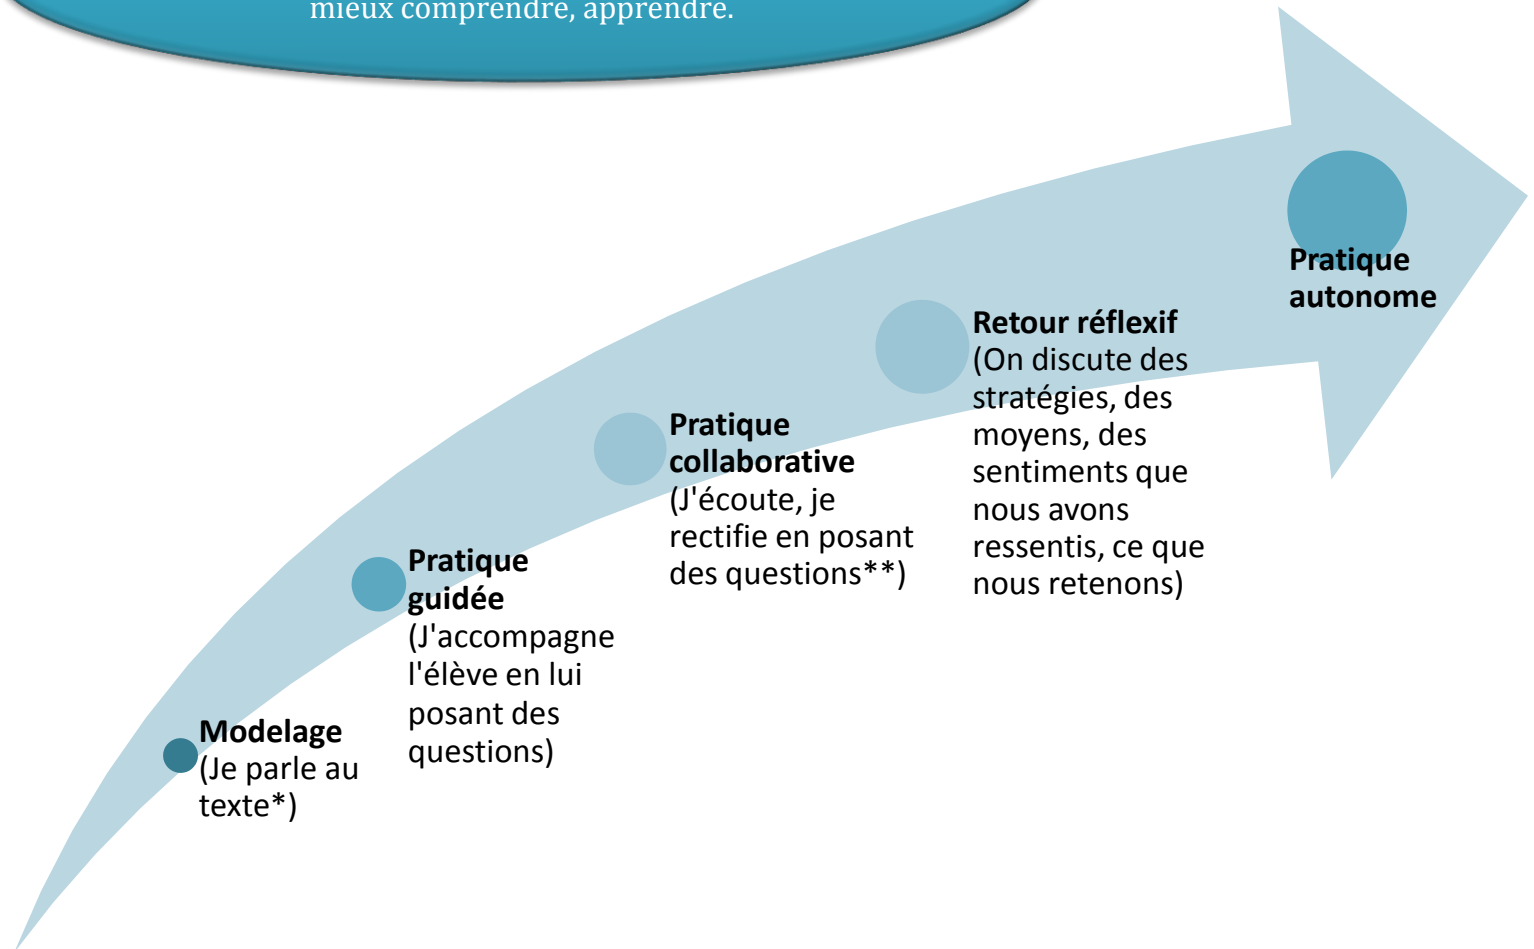 mieux comprendre, apprendre.
Modelage
(Je parle au
texte*)
Pratique
guidée
(J'accompagne
l'élève en lui
posant des
questions)
Pratique
collaborative
(J'écoute, je
rectifie en posant
des questions**)
Retour réflexif
(On discute des
stratégies, des
moyens, des
sentiments que
nous avons
ressentis, ce que
nous retenons)
Pratique
autonome